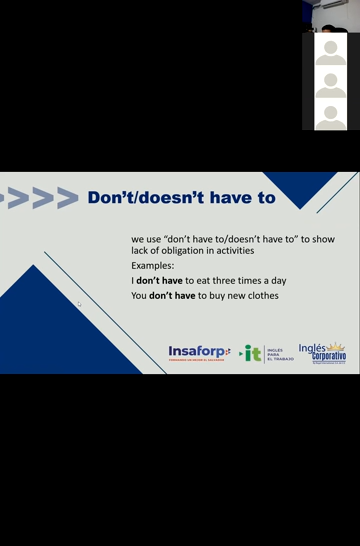 >>>> Don't/doesn't have to
we use "don't have to/doesn't have to" to show
lack of obligation in activities
Examples:
I don't have to eat three times a day
You don't have to buy new clothes
Insaforp
it
INGLÉS
PARA
EL TRABAJO
Inglés
Corporativo